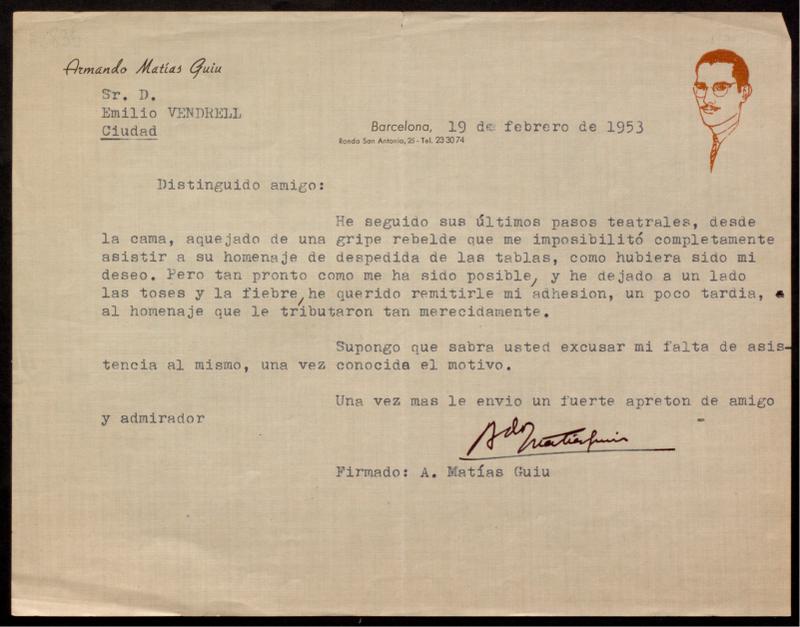 Armando Matías Guiu
Sr. D.
Emilio VENDRELL
Ciudad
Barcelona, 19 de febrero de 1953
Ronda San Antonio, 25 - Tel. 23 30 74
Distinguido amigo:
He seguido sus últimos pasos teatrales, desde
la cama, aquejado de una gripe rebelde que me imposibilitó completamente
asistir a su homenaje de despedida de las tablas, como hubiera sido mi
deseo. Pero tan pronto como me ha sido posible, y he dejado a un lado
las toses y la fiebre, he querido remitirle mi adhesion, un poco tardia,
al homenaje que le tributaron tan merecidamente.
Supongo que sabra usted excusar mi falta de asis-
tencia al mismo, una vez conocida el motivo.
Una vez mas le envio un fuerte apreton de amigo
y admirador
Ado Matías Guiu
Firmado: A. Matías Guiu